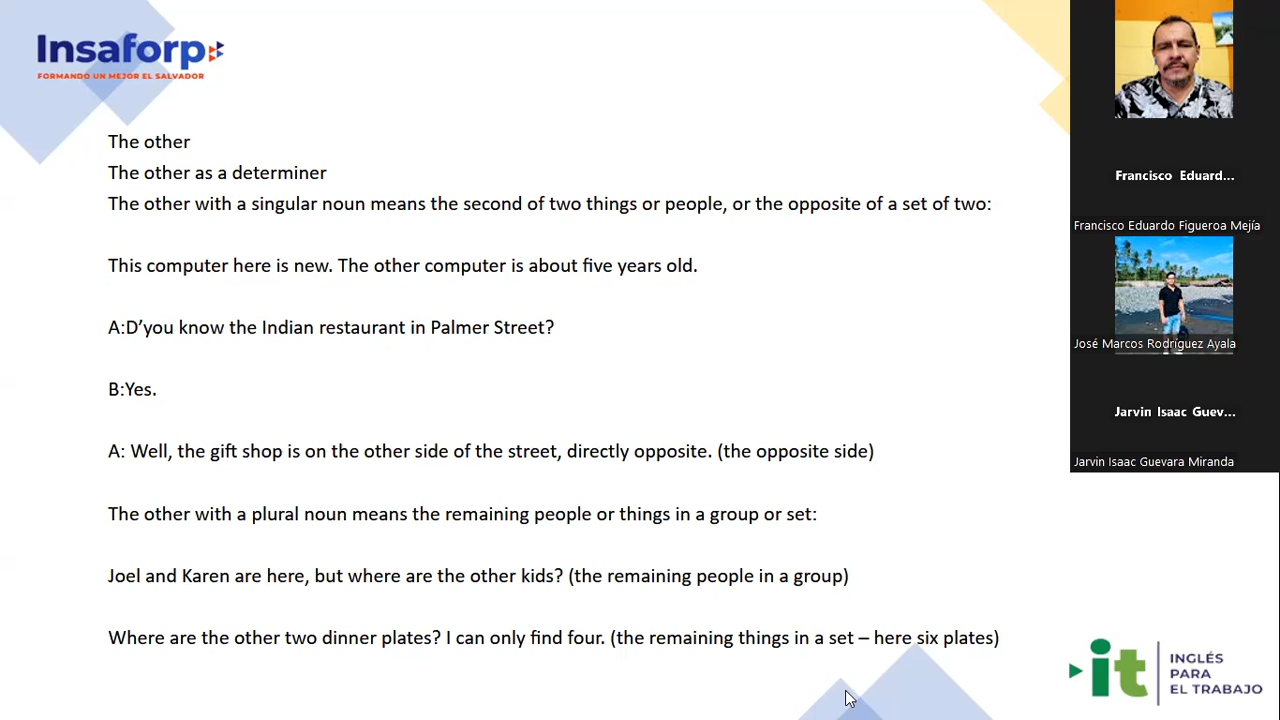 Insaforp
FORMANDO UN MEJOR EL SALVADOR
The other
The other as a determiner
The other with a singular noun means the second of two things or people, or the opposite of a set of two:
This computer here is new. The other computer is about five years old.
A:D’you know the Indian restaurant in Palmer Street?
B:Yes.
A: Well, the gift shop is on the other side of the street, directly opposite. (the opposite side)
The other with a plural noun means the remaining people or things in a group or set:
Joel and Karen are here, but where are the other kids? (the remaining people in a group)
Where are the other two dinner plates? I can only find four. (the remaining things in a set – here six plates)
Francisco Eduard...
Francisco Eduardo Figueroa Mejía
José Marcos Rodríguez Ayala
Jarvin Isaac Guev...
Jarvin Isaac Guevara Miranda
it
INGLÉS
PARA
EL TRABAJO